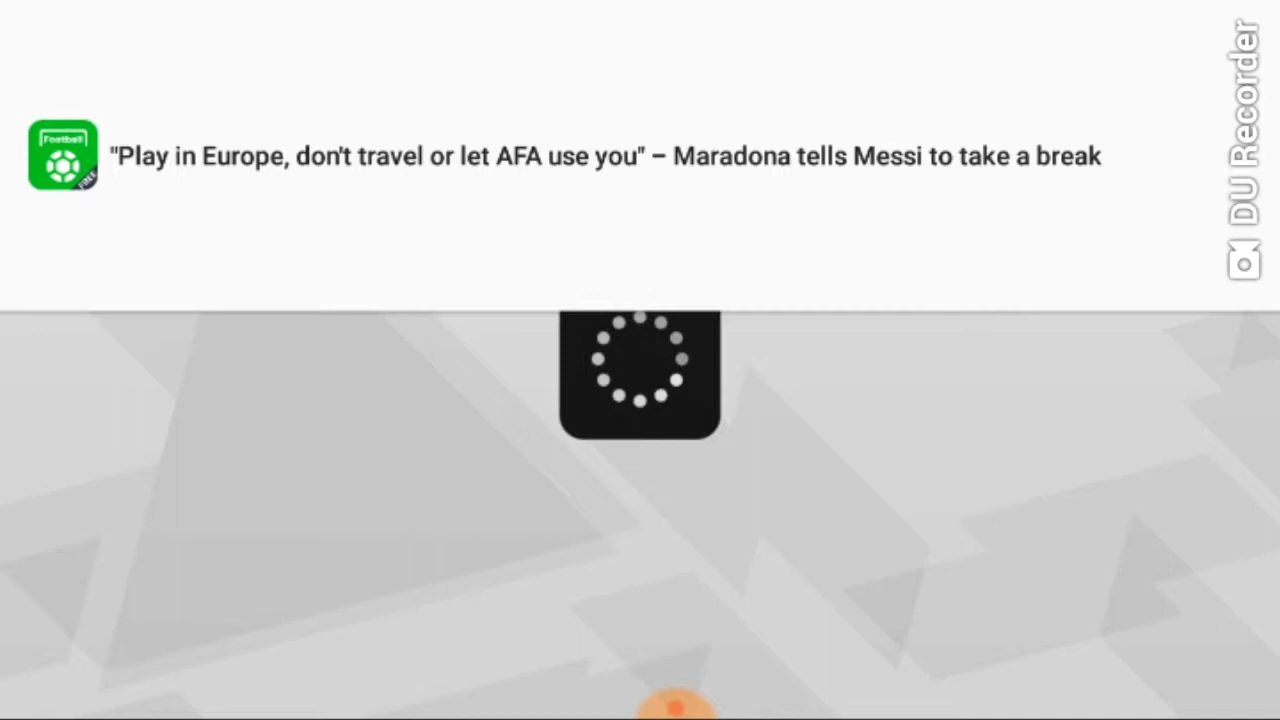 Football
FREE
"Play in Europe, don't travel or let AFA use you" – Maradona tells Messi to take a break
DU Recorder